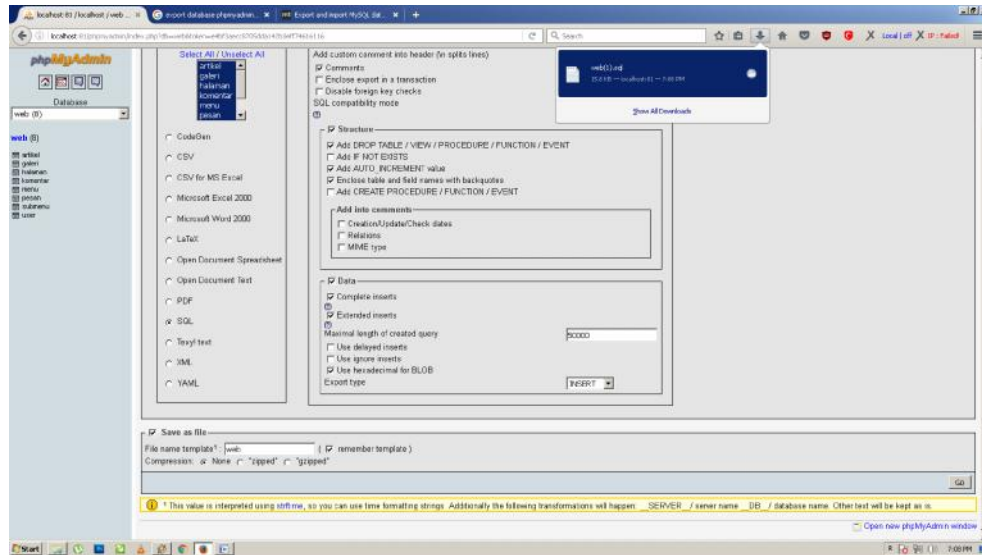 localhost:81 / localhost / web ...
export database phpmyadmin...
Export and import MySQL dat...
Search
Local | off
IP : Failed
web(1).sql
localhost:81 — 7:00 PM
Show All Downloads
phpMyAdmin
Database
web (8)
web (8)
artikel
galeri
halaman
komentar
menu
pesan
submenu
user
Select All / Unselect All
artikel
galeri
halaman
komentar
menu
pesan
CodeGen
CSV
CSV for MS Excel
Microsoft Excel 2000
Microsoft Word 2000
LaTeX
Open Document Spreadsheet
Open Document Text
PDF
SQL
Texy! text
XML
YAML
Add custom comment into header (\n splits lines)
Comments
Enclose export in a transaction
Disable foreign key checks
SQL compatibility mode
Structure
Add DROP TABLE / VIEW / PROCEDURE / FUNCTION / EVENT
Add IF NOT EXISTS
Add AUTO_INCREMENT value
Enclose table and field names with backquotes
Add CREATE PROCEDURE / FUNCTION / EVENT
Add into comments
Creation/Update/Check dates
Relations
MIME type
Data
Complete inserts
Extended inserts
Maximal length of created query 50000
Use delayed inserts
Use ignore inserts
Use hexadecimal for BLOB
Export type INSERT
Save as file
File name template¹ : web ( remember template )
Compression: None "zipped" "gzipped"
Go
¹ This value is interpreted using strftime, so you can use time formatting strings. Additionally the following transformations will happen: __SERVER__/server name __DB__/database name. Other text will be kept as is.
Open new phpMyAdmin window
Start
7:00 PM